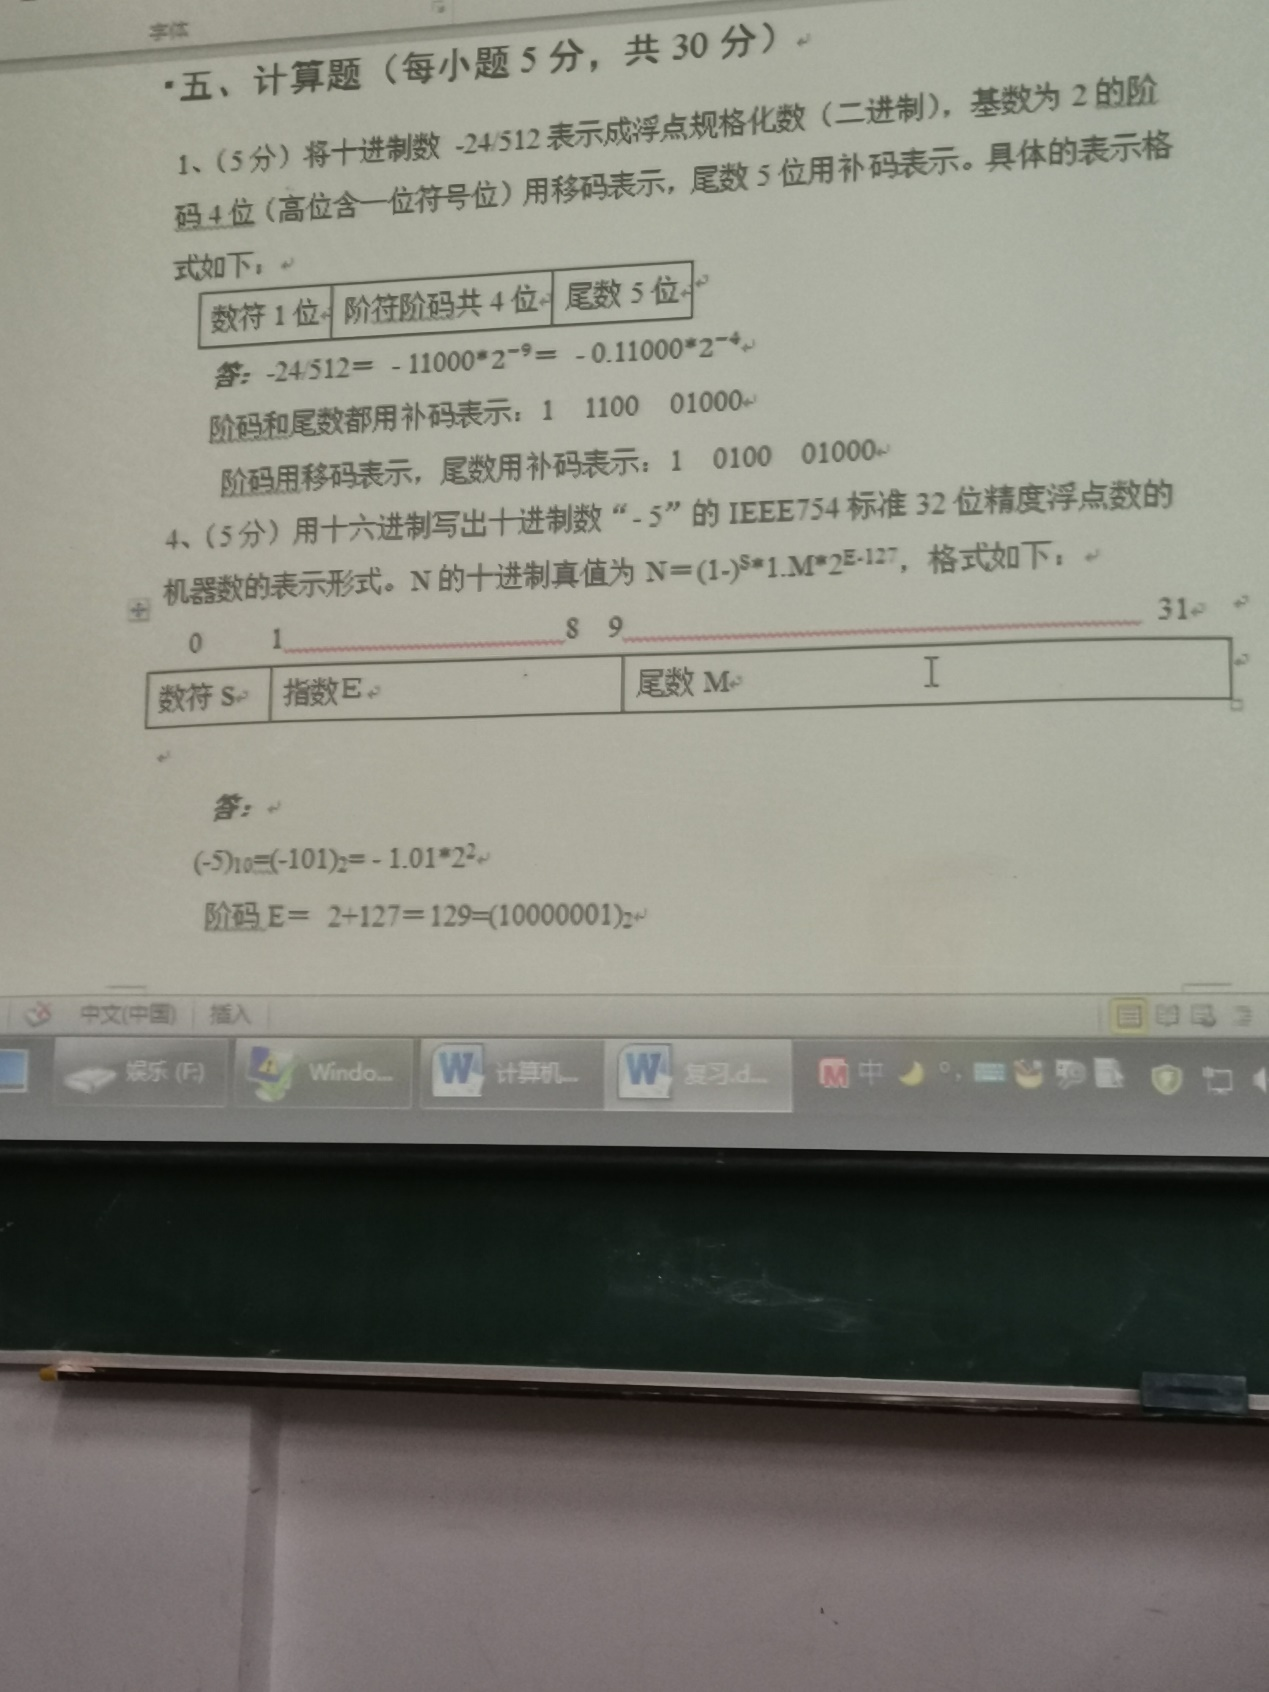 字体
五、计算题（每小题 5 分，共 30 分）
1、（5 分）将十进制数 -24/512 表示成浮点规格化数（二进制），基数为 2 的阶
码 4 位（高位含一位符号位）用移码表示，尾数 5 位用补码表示。具体的表示格
式如下：
数符 1 位 阶符阶码共 4 位 尾数 5 位
答：-24/512＝ - 11000*2⁻⁹＝ - 0.11000*2⁻⁴
阶码和尾数都用补码表示：1 1100 01000
阶码用移码表示，尾数用补码表示：1 0100 01000
4、（5 分）用十六进制写出十进制数“- 5”的 IEEE754 标准 32 位精度浮点数的
机器数的表示形式。N 的十进制真值为 N＝(1-)ˢ*1.M*2ᴱ⁻¹²⁷，格式如下：
0 1 8 9 31
数符 S 指数E 尾数 M
答：
(-5)₁₀=(-101)₂= - 1.01*2²
阶码 E＝ 2+127＝129=(10000001)₂
中文(中国) 插入
娱乐 (F:) Windo... 计算机... 复习.d... M 中